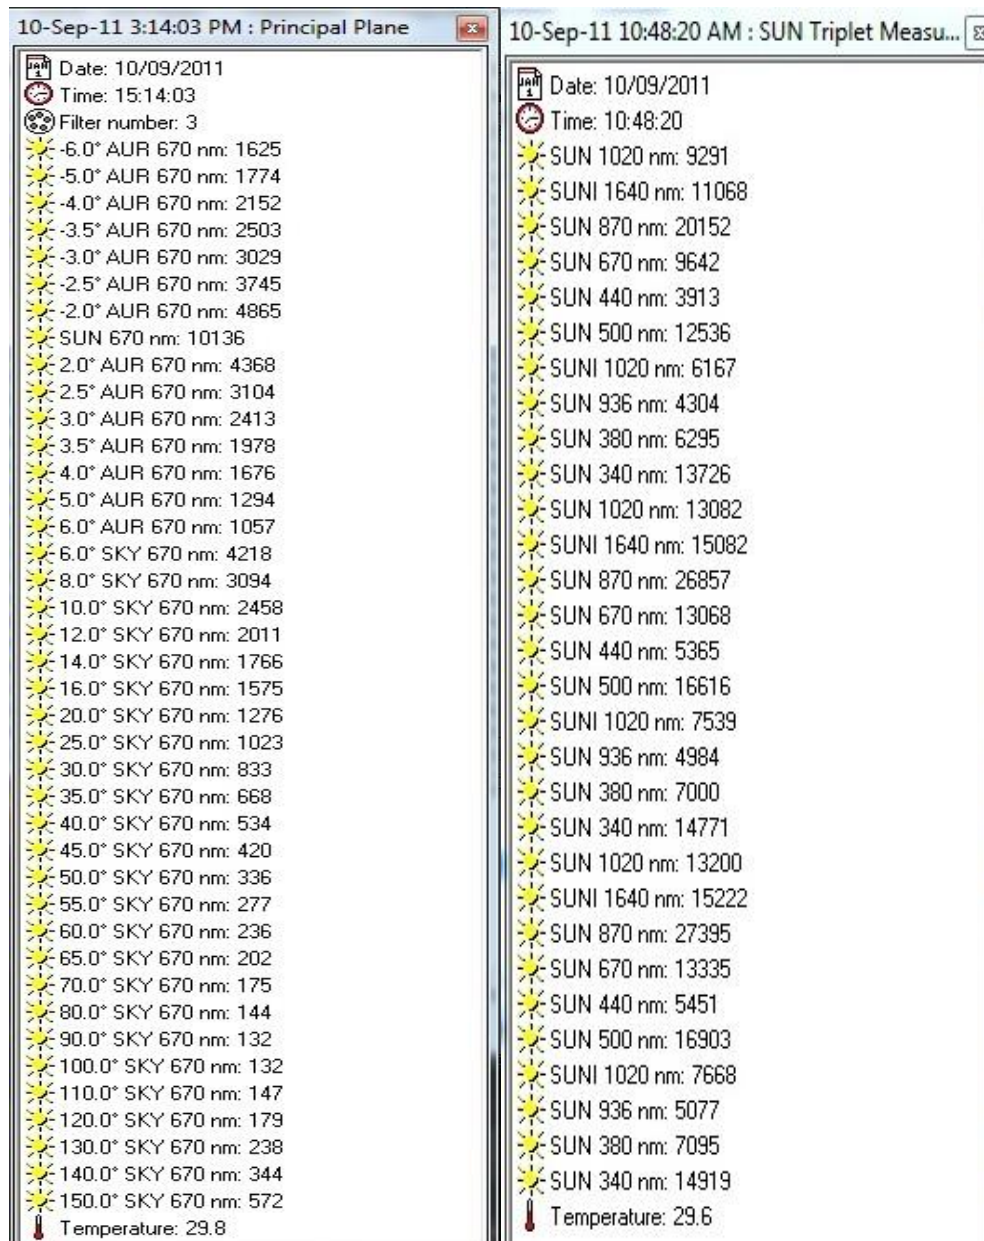 10-Sep-11 3:14:03 PM : Principal Plane
Date: 10/09/2011
Time: 15:14:03
Filter number: 3
-6.0° AUR 670 nm: 1625
-5.0° AUR 670 nm: 1774
-4.0° AUR 670 nm: 2152
-3.5° AUR 670 nm: 2503
-3.0° AUR 670 nm: 3029
-2.5° AUR 670 nm: 3745
-2.0° AUR 670 nm: 4865
SUN 670 nm: 10136
2.0° AUR 670 nm: 4368
2.5° AUR 670 nm: 3104
3.0° AUR 670 nm: 2413
3.5° AUR 670 nm: 1978
4.0° AUR 670 nm: 1676
5.0° AUR 670 nm: 1294
6.0° AUR 670 nm: 1057
6.0° SKY 670 nm: 4218
8.0° SKY 670 nm: 3094
10.0° SKY 670 nm: 2458
12.0° SKY 670 nm: 2011
14.0° SKY 670 nm: 1766
16.0° SKY 670 nm: 1575
20.0° SKY 670 nm: 1276
25.0° SKY 670 nm: 1023
30.0° SKY 670 nm: 833
35.0° SKY 670 nm: 668
40.0° SKY 670 nm: 534
45.0° SKY 670 nm: 420
50.0° SKY 670 nm: 336
55.0° SKY 670 nm: 277
60.0° SKY 670 nm: 236
65.0° SKY 670 nm: 202
70.0° SKY 670 nm: 175
80.0° SKY 670 nm: 144
90.0° SKY 670 nm: 132
100.0° SKY 670 nm: 132
110.0° SKY 670 nm: 147
120.0° SKY 670 nm: 179
130.0° SKY 670 nm: 238
140.0° SKY 670 nm: 344
150.0° SKY 670 nm: 572
Temperature: 29.8
10-Sep-11 10:48:20 AM : SUN Triplet Measu...
Date: 10/09/2011
Time: 10:48:20
SUN 1020 nm: 9291
SUNI 1640 nm: 11068
SUN 870 nm: 20152
SUN 670 nm: 9642
SUN 440 nm: 3913
SUN 500 nm: 12536
SUNI 1020 nm: 6167
SUN 936 nm: 4304
SUN 380 nm: 6295
SUN 340 nm: 13726
SUN 1020 nm: 13082
SUNI 1640 nm: 15082
SUN 870 nm: 26857
SUN 670 nm: 13068
SUN 440 nm: 5365
SUN 500 nm: 16616
SUNI 1020 nm: 7539
SUN 936 nm: 4984
SUN 380 nm: 7000
SUN 340 nm: 14771
SUN 1020 nm: 13200
SUNI 1640 nm: 15222
SUN 870 nm: 27395
SUN 670 nm: 13335
SUN 440 nm: 5451
SUN 500 nm: 16903
SUNI 1020 nm: 7668
SUN 936 nm: 5077
SUN 380 nm: 7095
SUN 340 nm: 14919
Temperature: 29.6